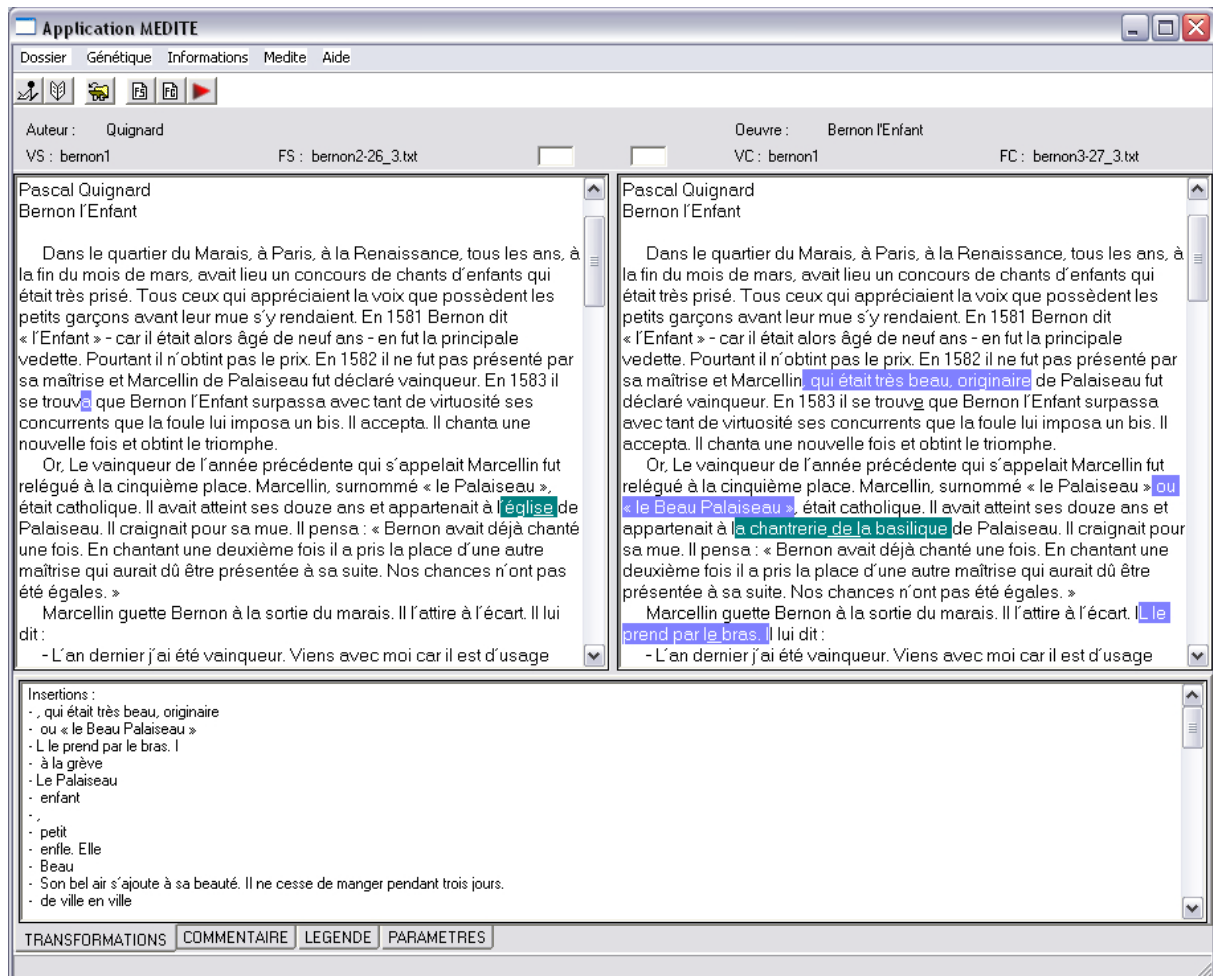 Application MEDITE
Dossier Génétique Informations Medite Aide
FS FC
Auteur : Quignard Oeuvre : Bernon l'Enfant
VS : bernon1 FS : bernon2-26_3.txt VC : bernon1 FC : bernon3-27_3.txt
Pascal Quignard
Bernon l´Enfant
Dans le quartier du Marais, à Paris, à la Renaissance, tous les ans, à
la fin du mois de mars, avait lieu un concours de chants d´enfants qui
était très prisé. Tous ceux qui appréciaient la voix que possèdent les
petits garçons avant leur mue s´y rendaient. En 1581 Bernon dit
« l´Enfant » - car il était alors âgé de neuf ans - en fut la principale
vedette. Pourtant il n´obtint pas le prix. En 1582 il ne fut pas présenté par
sa maîtrise et Marcellin de Palaiseau fut déclaré vainqueur. En 1583 il
se trouva que Bernon l´Enfant surpassa avec tant de virtuosité ses
concurrents que la foule lui imposa un bis. Il accepta. Il chanta une
nouvelle fois et obtint le triomphe.
Or, Le vainqueur de l´année précédente qui s´appelait Marcellin fut
relégué à la cinquième place. Marcellin, surnommé « le Palaiseau »,
était catholique. Il avait atteint ses douze ans et appartenait à l´église de
Palaiseau. Il craignait pour sa mue. Il pensa : « Bernon avait déjà chanté
une fois. En chantant une deuxième fois il a pris la place d´une autre
maîtrise qui aurait dû être présentée à sa suite. Nos chances n´ont pas
été égales. »
Marcellin guette Bernon à la sortie du marais. Il l´attire à l´écart. Il lui
dit :
- L´an dernier j´ai été vainqueur. Viens avec moi car il est d´usage
Pascal Quignard
Bernon l´Enfant
Dans le quartier du Marais, à Paris, à la Renaissance, tous les ans, à
la fin du mois de mars, avait lieu un concours de chants d´enfants qui
était très prisé. Tous ceux qui appréciaient la voix que possèdent les
petits garçons avant leur mue s´y rendaient. En 1581 Bernon dit
« l´Enfant » - car il était alors âgé de neuf ans - en fut la principale
vedette. Pourtant il n´obtint pas le prix. En 1582 il ne fut pas présenté par
sa maîtrise et Marcellin, qui était très beau, originaire de Palaiseau fut
déclaré vainqueur. En 1583 il se trouve que Bernon l´Enfant surpassa
avec tant de virtuosité ses concurrents que la foule lui imposa un bis. Il
accepta. Il chanta une nouvelle fois et obtint le triomphe.
Or, Le vainqueur de l´année précédente qui s´appelait Marcellin fut
relégué à la cinquième place. Marcellin, surnommé « le Palaiseau » ou
« le Beau Palaiseau », était catholique. Il avait atteint ses douze ans et
appartenait à la chantrerie de la basilique de Palaiseau. Il craignait pour
sa mue. Il pensa : « Bernon avait déjà chanté une fois. En chantant une
deuxième fois il a pris la place d´une autre maîtrise qui aurait dû être
présentée à sa suite. Nos chances n´ont pas été égales. »
Marcellin guette Bernon à la sortie du marais. Il l´attire à l´écart. IL le
prend par le bras. Il lui dit :
- L´an dernier j´ai été vainqueur. Viens avec moi car il est d´usage
Insertions :
- , qui était très beau, originaire
- ou « le Beau Palaiseau »
- L le prend par le bras. I
- à la grève
- Le Palaiseau
- enfant
- ,
- petit
- enfle. Elle
- Beau
- Son bel air s´ajoute à sa beauté. Il ne cesse de manger pendant trois jours.
- de ville en ville
TRANSFORMATIONS COMMENTAIRE LEGENDE PARAMETRES